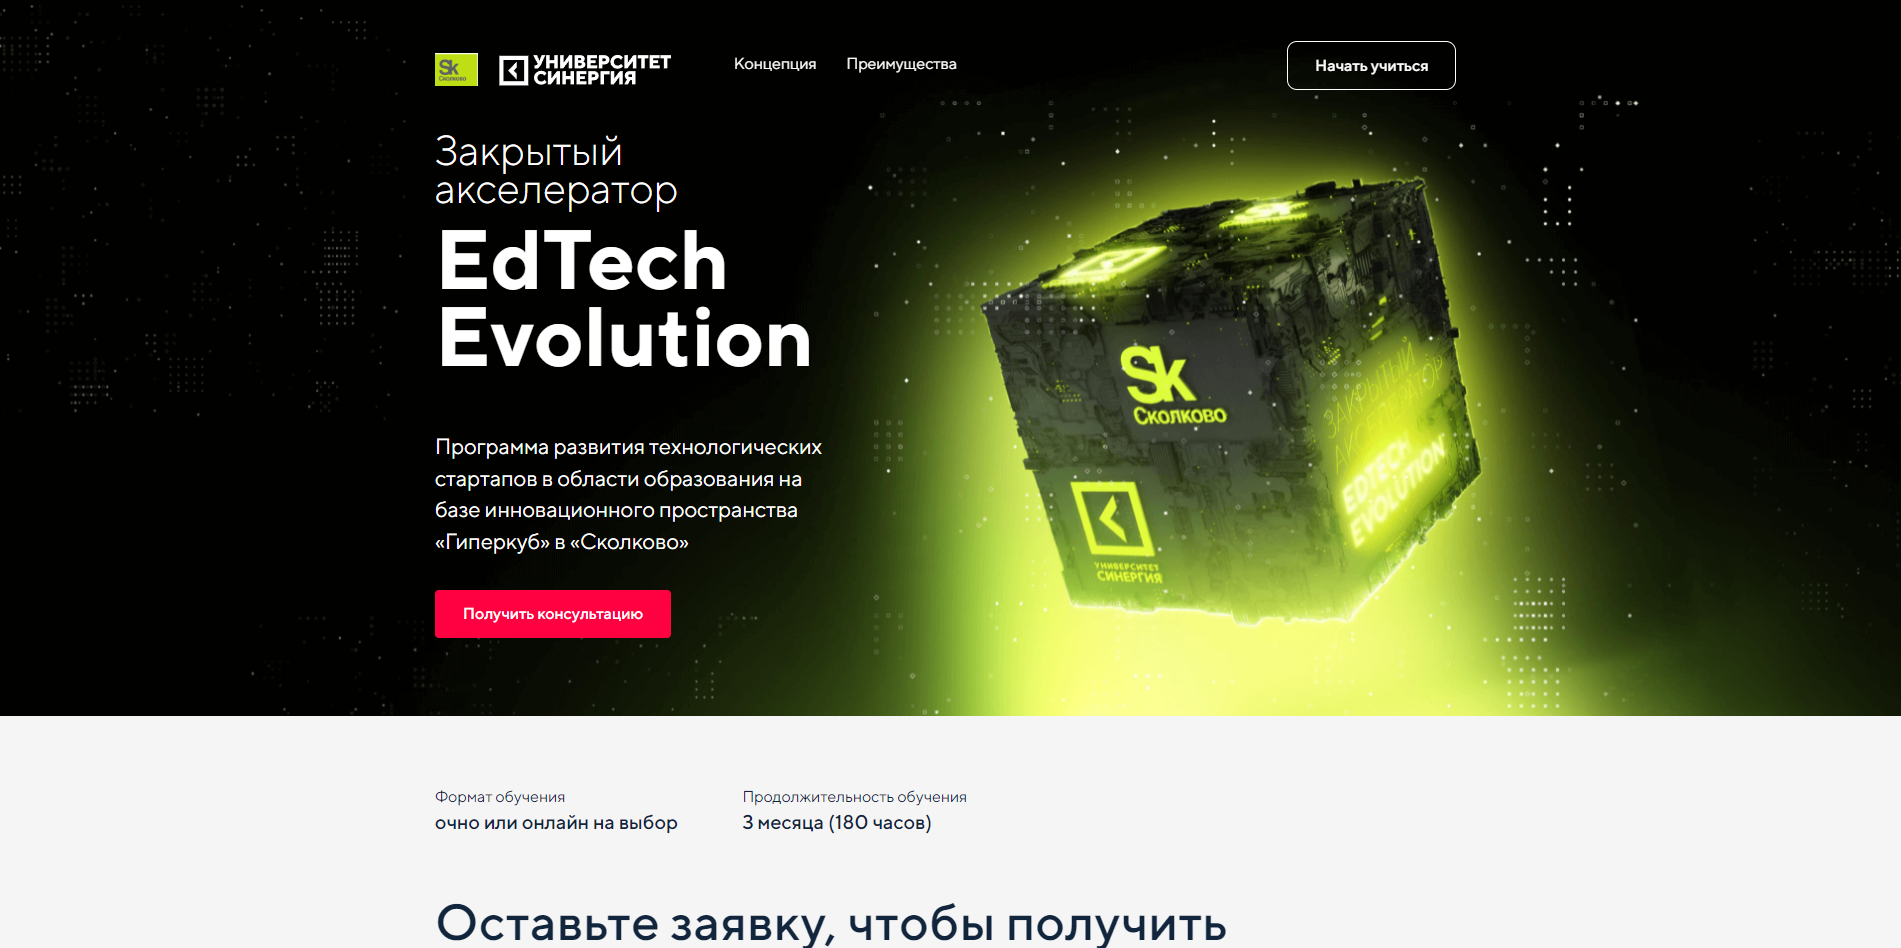 Sk
Сколково
УНИВЕРСИТЕТ
СИНЕРГИЯ
Концепция
Преимущества
Начать учиться
Закрытый
акселератор
EdTech
Evolution
Программа развития технологических
стартапов в области образования на
базе инновационного пространства
«Гиперкуб» в «Сколково»
Получить консультацию
Sk
Сколково
УНИВЕРСИТЕТ
СИНЕРГИЯ
ЗАКРЫТЫЙ
АКСЕЛЕРАТОР
EDTECH
EVOLUTION
Формат обучения
очно или онлайн на выбор
Продолжительность обучения
3 месяца (180 часов)
Оставьте заявку, чтобы получить